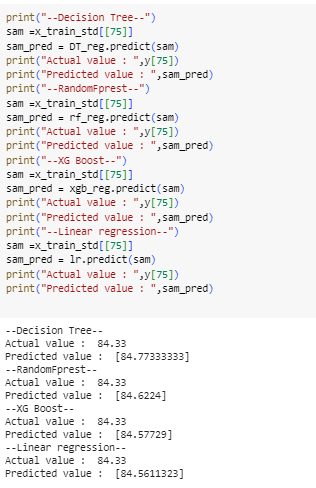 print("--Decision Tree--")
sam =x_train_std[[75]]
sam_pred = DT_reg.predict(sam)
print("Actual value : ",y[75])
print("Predicted value : ",sam_pred)
print("--RandomFprest--")
sam =x_train_std[[75]]
sam_pred = rf_reg.predict(sam)
print("Actual value : ",y[75])
print("Predicted value : ",sam_pred)
print("--XG Boost--")
sam =x_train_std[[75]]
sam_pred = xgb_reg.predict(sam)
print("Actual value : ",y[75])
print("Predicted value : ",sam_pred)
print("--Linear regression--")
sam =x_train_std[[75]]
sam_pred = lr.predict(sam)
print("Actual value : ",y[75])
print("Predicted value : ",sam_pred)
--Decision Tree--
Actual value :  84.33
Predicted value :  [84.77333333]
--RandomFprest--
Actual value :  84.33
Predicted value :  [84.6224]
--XG Boost--
Actual value :  84.33
Predicted value :  [84.57729]
--Linear regression--
Actual value :  84.33
Predicted value :  [84.5611323]